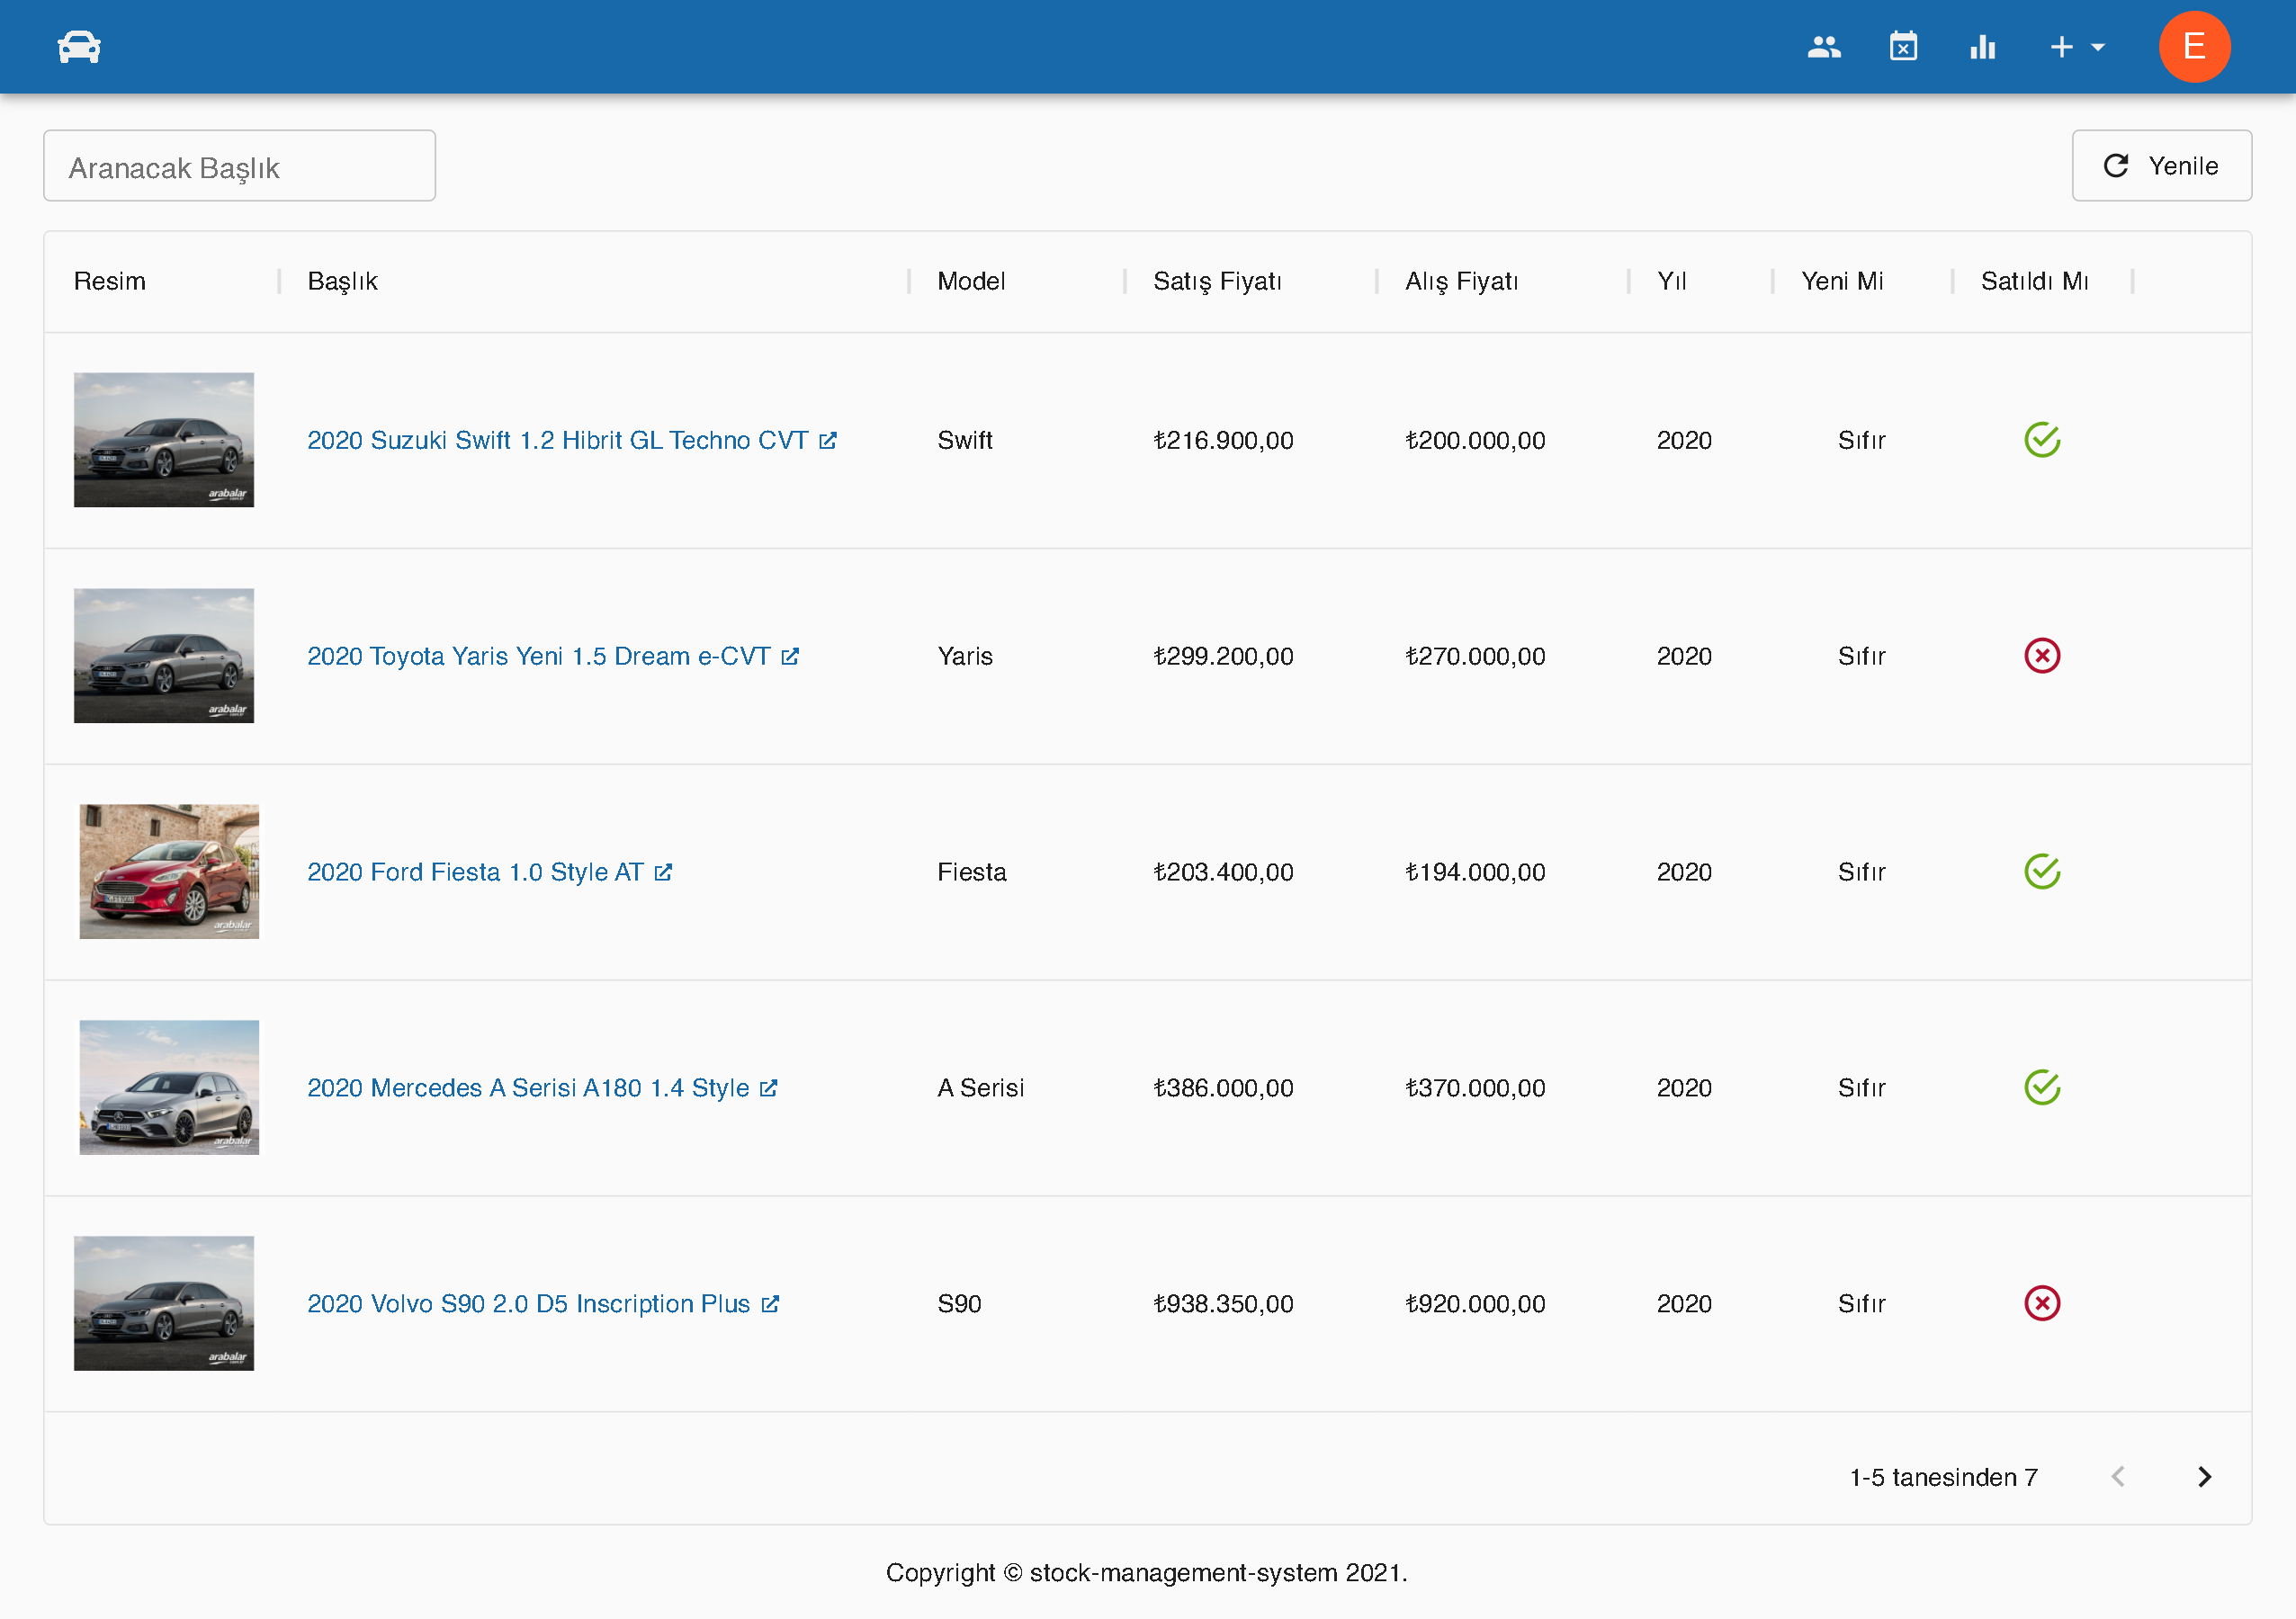 E
Aranacak Başlık
Yenile
Resim Başlık Model Satış Fiyatı Alış Fiyatı Yıl Yeni Mi Satıldı Mı
arabalar
2020 Suzuki Swift 1.2 Hibrit GL Techno CVT Swift ₺216.900,00 ₺200.000,00 2020 Sıfır
arabalar
2020 Toyota Yaris Yeni 1.5 Dream e-CVT Yaris ₺299.200,00 ₺270.000,00 2020 Sıfır
arabalar
2020 Ford Fiesta 1.0 Style AT Fiesta ₺203.400,00 ₺194.000,00 2020 Sıfır
arabalar
2020 Mercedes A Serisi A180 1.4 Style A Serisi ₺386.000,00 ₺370.000,00 2020 Sıfır
arabalar
2020 Volvo S90 2.0 D5 Inscription Plus S90 ₺938.350,00 ₺920.000,00 2020 Sıfır
arabalar
1-5 tanesinden 7
Copyright © stock-management-system 2021.